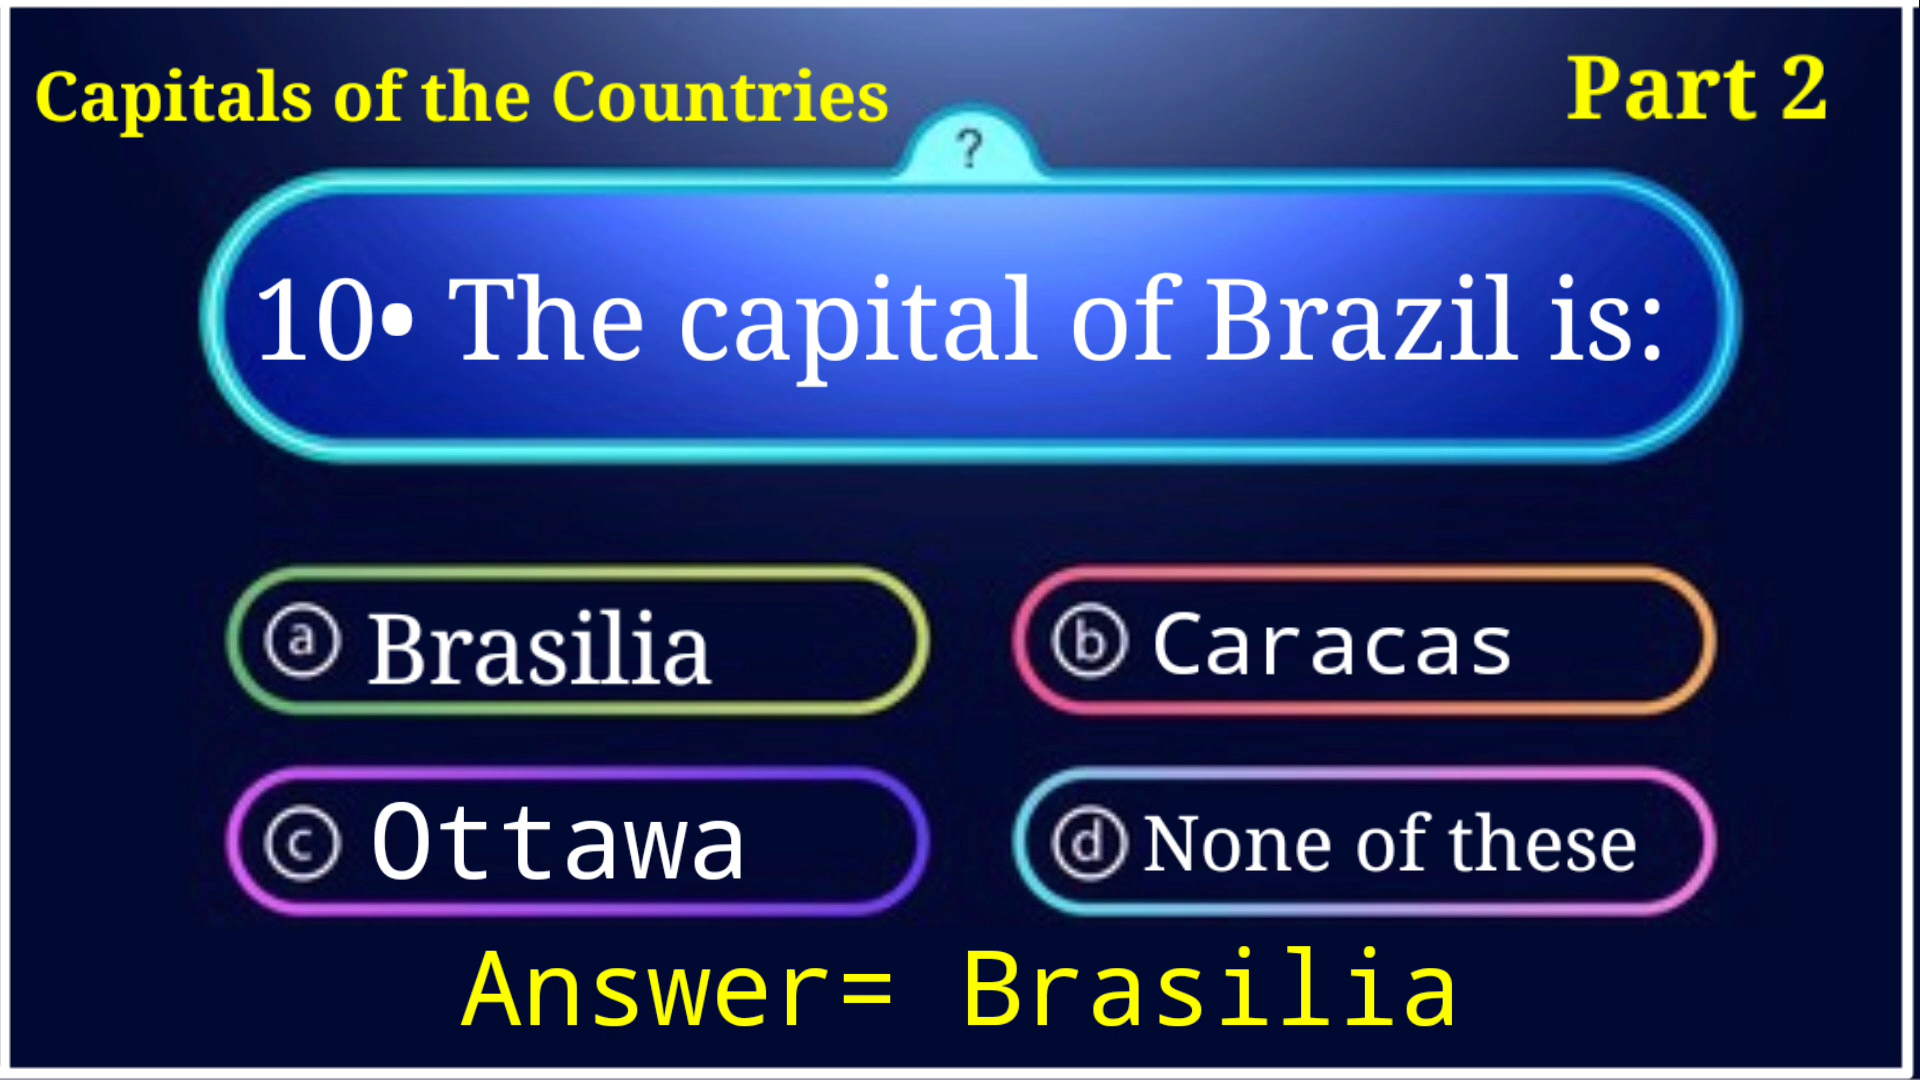 Capitals of the Countries
Part 2
?
10• The capital of Brazil is:
a Brasilia
b Caracas
c Ottawa
d None of these
Answer= Brasilia